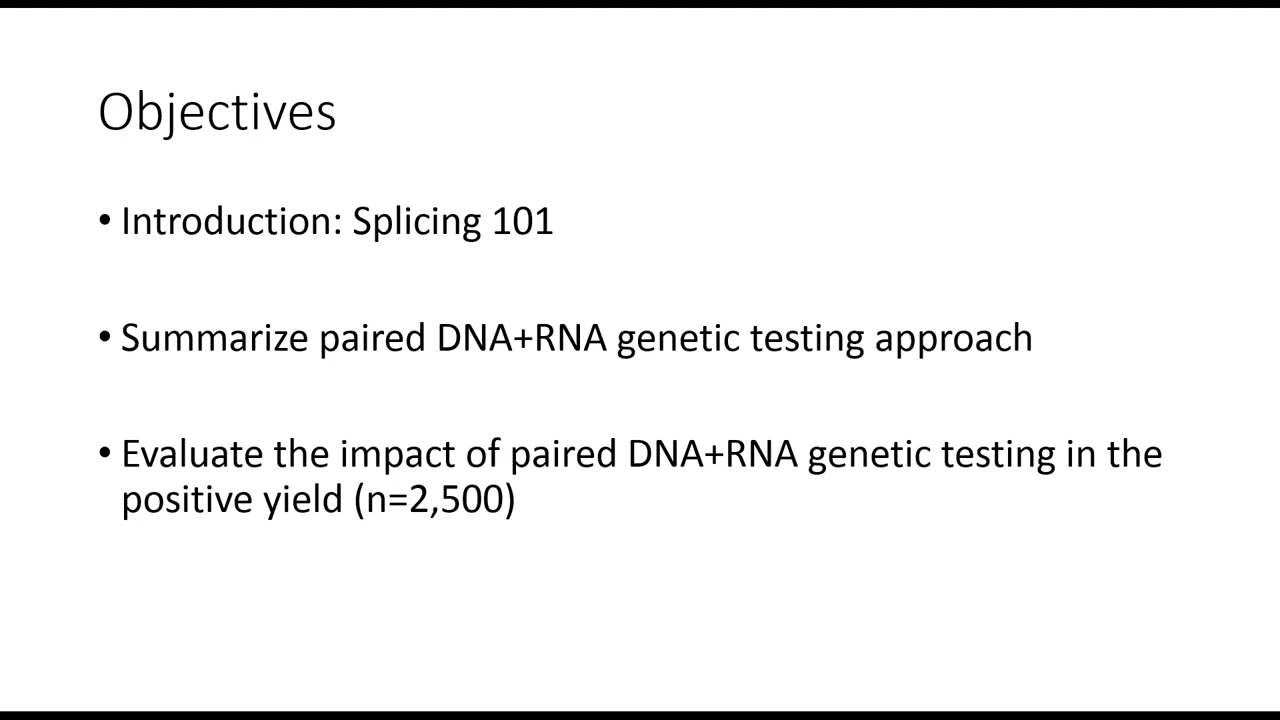 Objectives
• Introduction: Splicing 101
• Summarize paired DNA+RNA genetic testing approach
• Evaluate the impact of paired DNA+RNA genetic testing in the
positive yield (n=2,500)